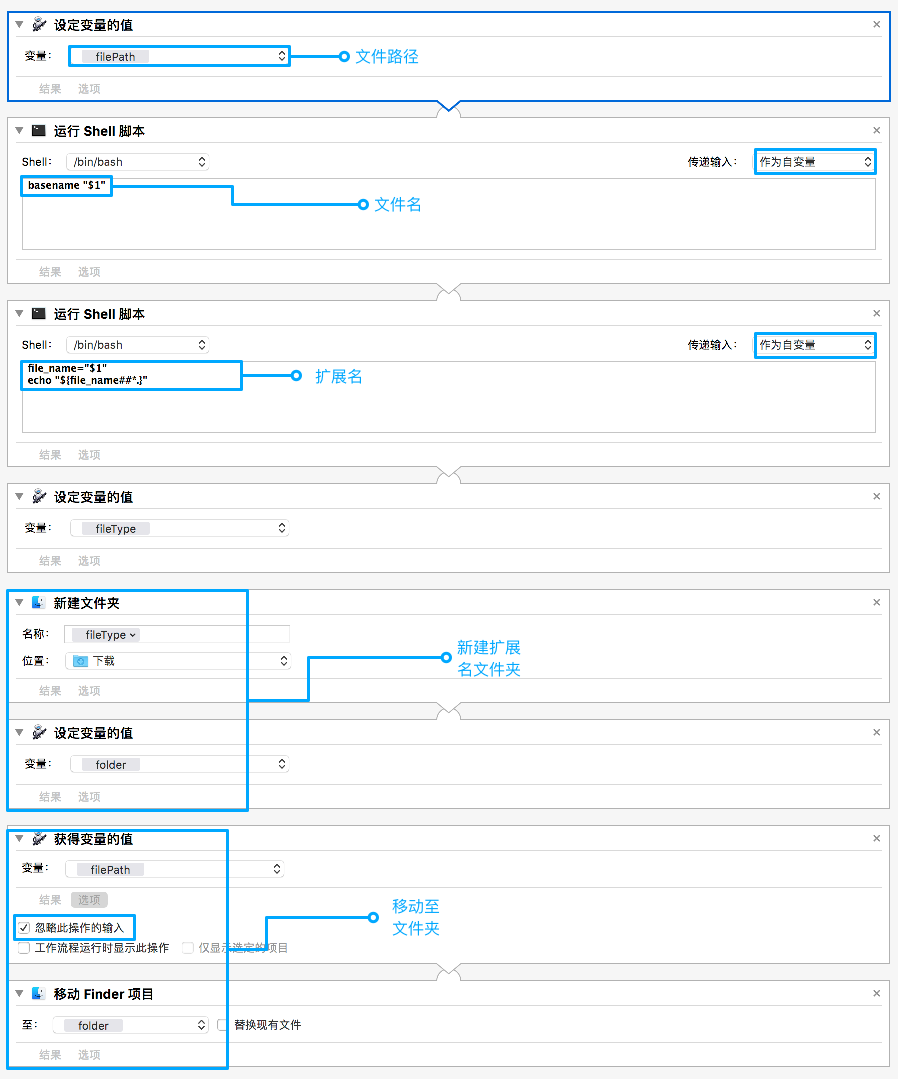 设定变量的值
变量： filePath
文件路径
结果 选项
运行 Shell 脚本
Shell： /bin/bash 传递输入： 作为自变量
basename "$1"
文件名
结果 选项
运行 Shell 脚本
Shell： /bin/bash 传递输入： 作为自变量
file_name="$1"
echo "${file_name##*.}"
扩展名
结果 选项
设定变量的值
变量： fileType
结果 选项
新建文件夹
名称： fileType
位置： 下载
新建扩展
名文件夹
结果 选项
设定变量的值
变量： folder
结果 选项
获得变量的值
变量： filePath
结果 选项
忽略此操作的输入
工作流程运行时显示此操作 仅显示选定的项目
移动至
文件夹
移动 Finder 项目
至： folder 替换现有文件
结果 选项